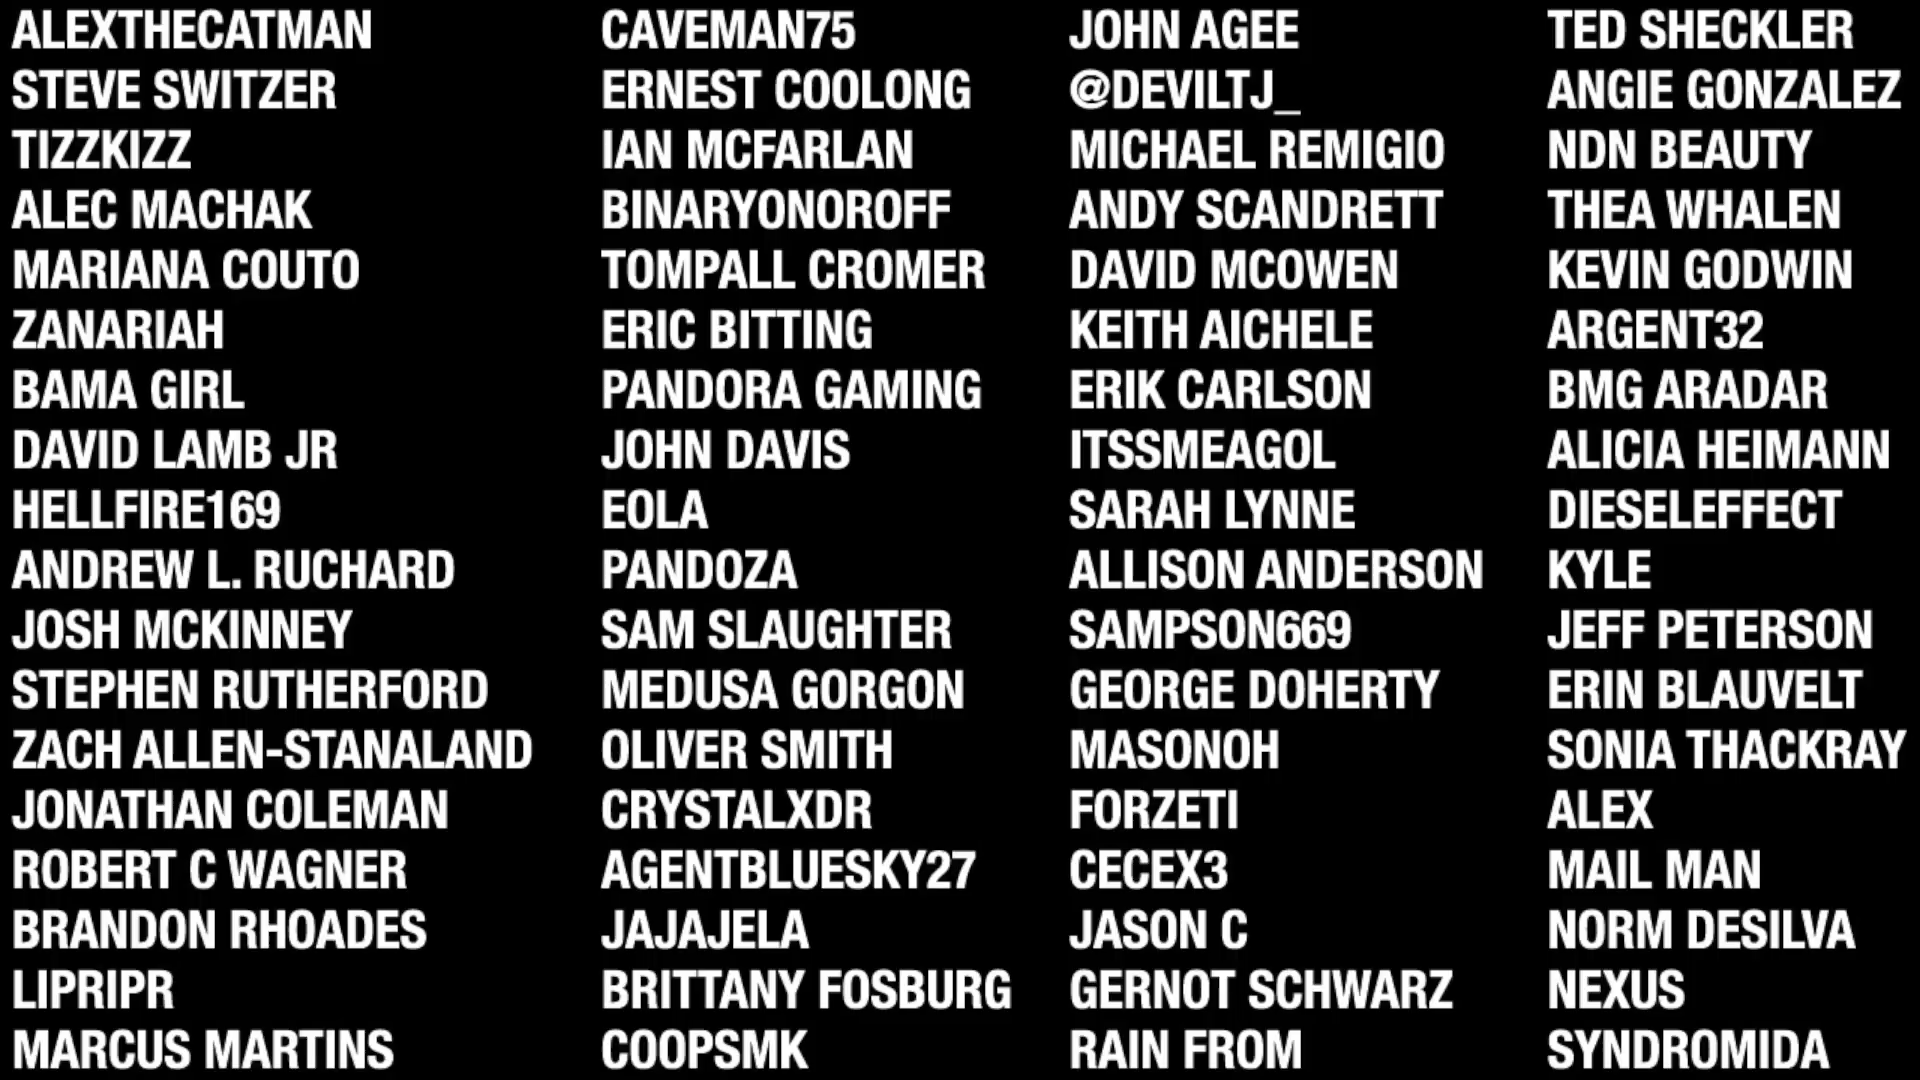 ALEXTHECATMAN
STEVE SWITZER
TIZZKIZZ
ALEC MACHAK
MARIANA COUTO
ZANARIAH
BAMA GIRL
DAVID LAMB JR
HELLFIRE169
ANDREW L. RUCHARD
JOSH MCKINNEY
STEPHEN RUTHERFORD
ZACH ALLEN-STANALAND
JONATHAN COLEMAN
ROBERT C WAGNER
BRANDON RHOADES
LIPRIPR
MARCUS MARTINS
CAVEMAN75
ERNEST COOLONG
IAN MCFARLAN
BINARYONOROFF
TOMPALL CROMER
ERIC BITTING
PANDORA GAMING
JOHN DAVIS
EOLA
PANDOZA
SAM SLAUGHTER
MEDUSA GORGON
OLIVER SMITH
CRYSTALXDR
AGENTBLUESKY27
JAJAJELA
BRITTANY FOSBURG
COOPSMK
JOHN AGEE
@DEVILTJ_
MICHAEL REMIGIO
ANDY SCANDRETT
DAVID MCOWEN
KEITH AICHELE
ERIK CARLSON
ITSSMEAGOL
SARAH LYNNE
ALLISON ANDERSON
SAMPSON669
GEORGE DOHERTY
MASONOH
FORZETI
CECEX3
JASON C
GERNOT SCHWARZ
RAIN FROM
TED SHECKLER
ANGIE GONZALEZ
NDN BEAUTY
THEA WHALEN
KEVIN GODWIN
ARGENT32
BMG ARADAR
ALICIA HEIMANN
DIESELEFFECT
KYLE
JEFF PETERSON
ERIN BLAUVELT
SONIA THACKRAY
ALEX
MAIL MAN
NORM DESILVA
NEXUS
SYNDROMIDA